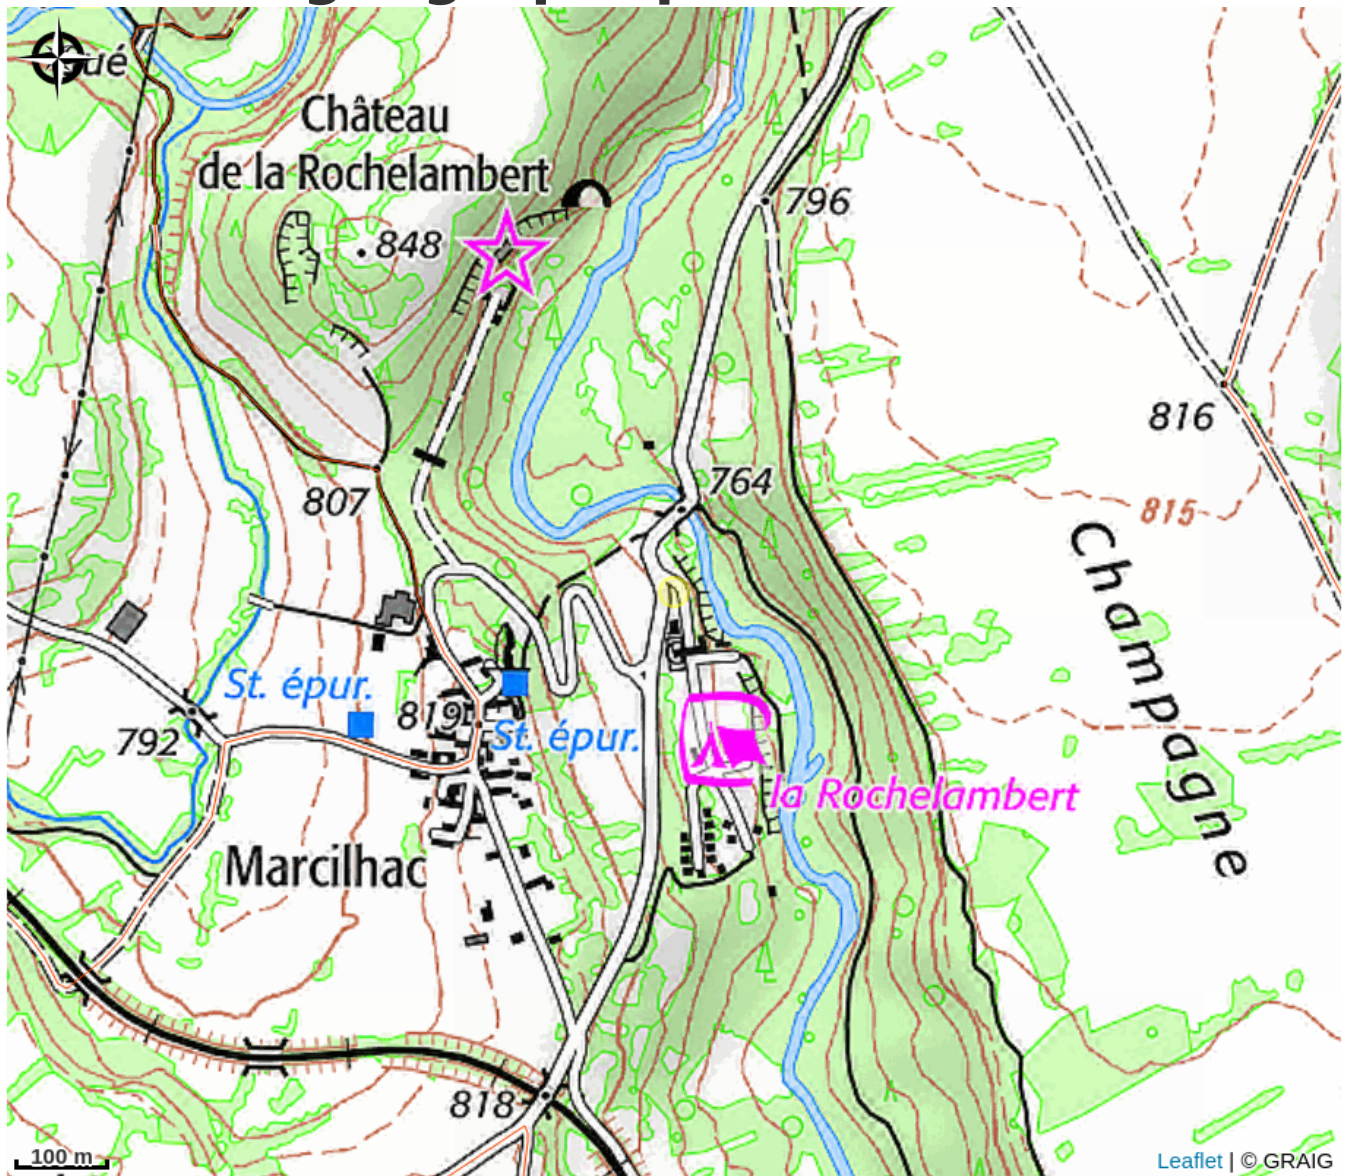 ué
Château
de la Rochelambert
848
796
816
807
764
815
Champagne
St. épur.
819
St. épur.
792
la Rochelambert
Marcilhac
818
100 m
Leaflet | © GRAIG